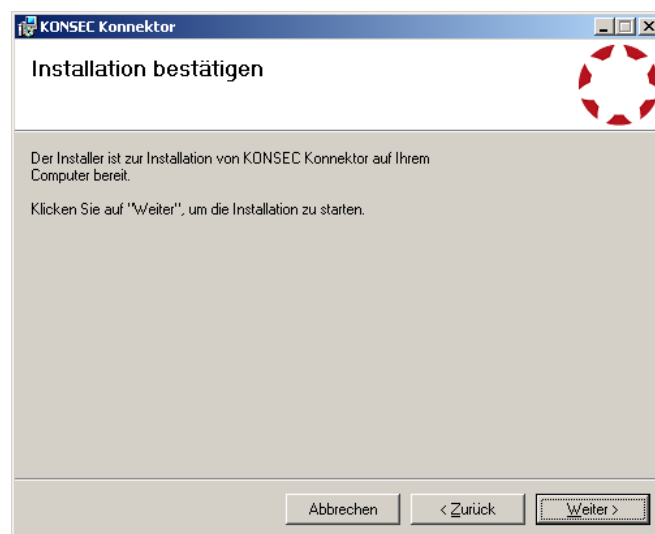 KONSEC Konnektor
Installation bestätigen
Der Installer ist zur Installation von KONSEC Konnektor auf Ihrem
Computer bereit.
Klicken Sie auf "Weiter", um die Installation zu starten.
Abbrechen < Zurück Weiter >